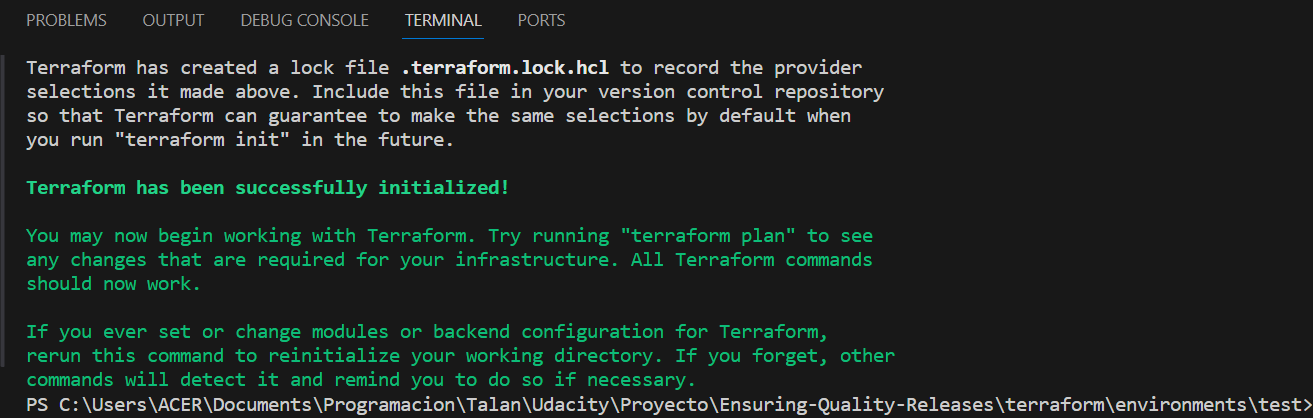 PROBLEMS OUTPUT DEBUG CONSOLE TERMINAL PORTS
Terraform has created a lock file .terraform.lock.hcl to record the provider
selections it made above. Include this file in your version control repository
so that Terraform can guarantee to make the same selections by default when
you run "terraform init" in the future.
Terraform has been successfully initialized!
You may now begin working with Terraform. Try running "terraform plan" to see
any changes that are required for your infrastructure. All Terraform commands
should now work.
If you ever set or change modules or backend configuration for Terraform,
rerun this command to reinitialize your working directory. If you forget, other
commands will detect it and remind you to do so if necessary.
PS C:\Users\ACER\Documents\Programacion\Talan\Udacity\Proyecto\Ensuring-Quality-Releases\terraform\environments\test>